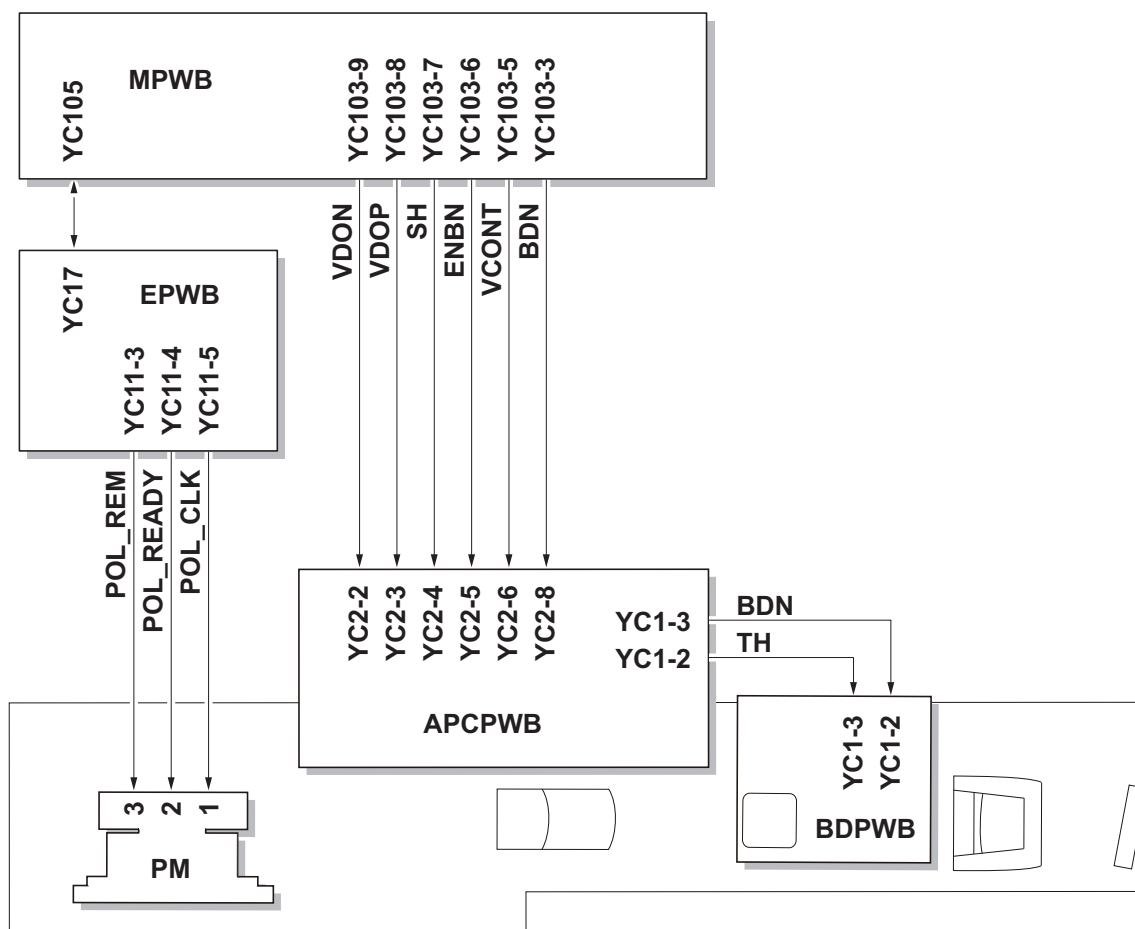 MPWB
YC105
YC103-9
YC103-8
YC103-7
YC103-6
YC103-5
YC103-3
VDON
VDOP
SH
ENBN
VCONT
BDN
YC17
EPWB
YC11-3
YC11-4
YC11-5
POL_REM
POL_READY
POL_CLK
YC2-2
YC2-3
YC2-4
YC2-5
YC2-6
YC2-8
YC1-3
YC1-2
APCPWB
BDN
TH
YC1-3
YC1-2
BDPWB
3
2
1
PM